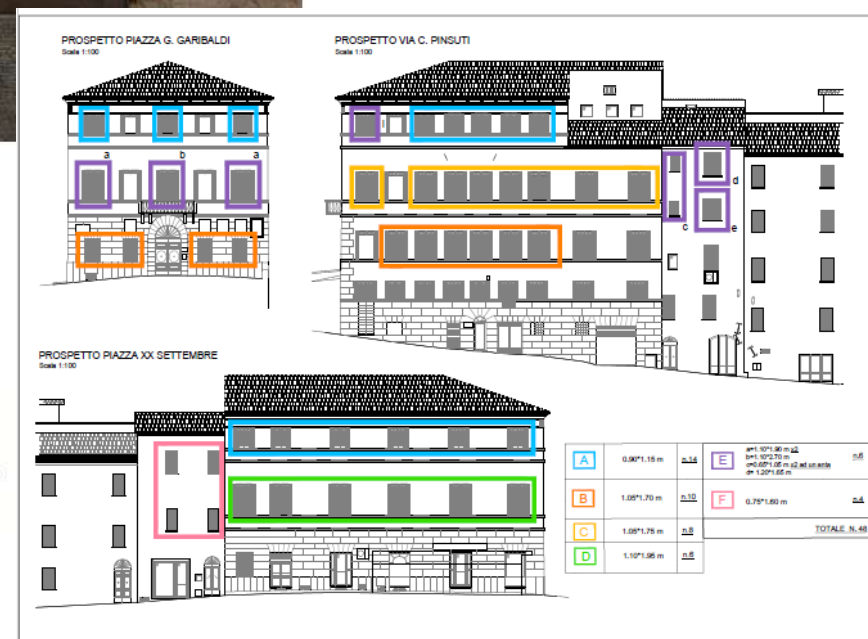 PROSPETTO PIAZZA G. GARIBALDI
Scala 1:100
PROSPETTO VIA C. PINSUTI
Scala 1:100
a
b
a
d
c
e
PROSPETTO PIAZZA XX SETTEMBRE
Scala 1:100
A 0.90*1.15 m n.14
B 1.05*1.70 m n.10
C 1.05*1.75 m n.8
D 1.10*1.95 m n.6
E
a=1.10*1.90 m x2
b=1.10*2.70 m
c=0.65*1.05 m x2 ad un anta
d= 1.20*1.65 m
n.6
F 0.75*1.60 m n.4
TOTALE N. 48